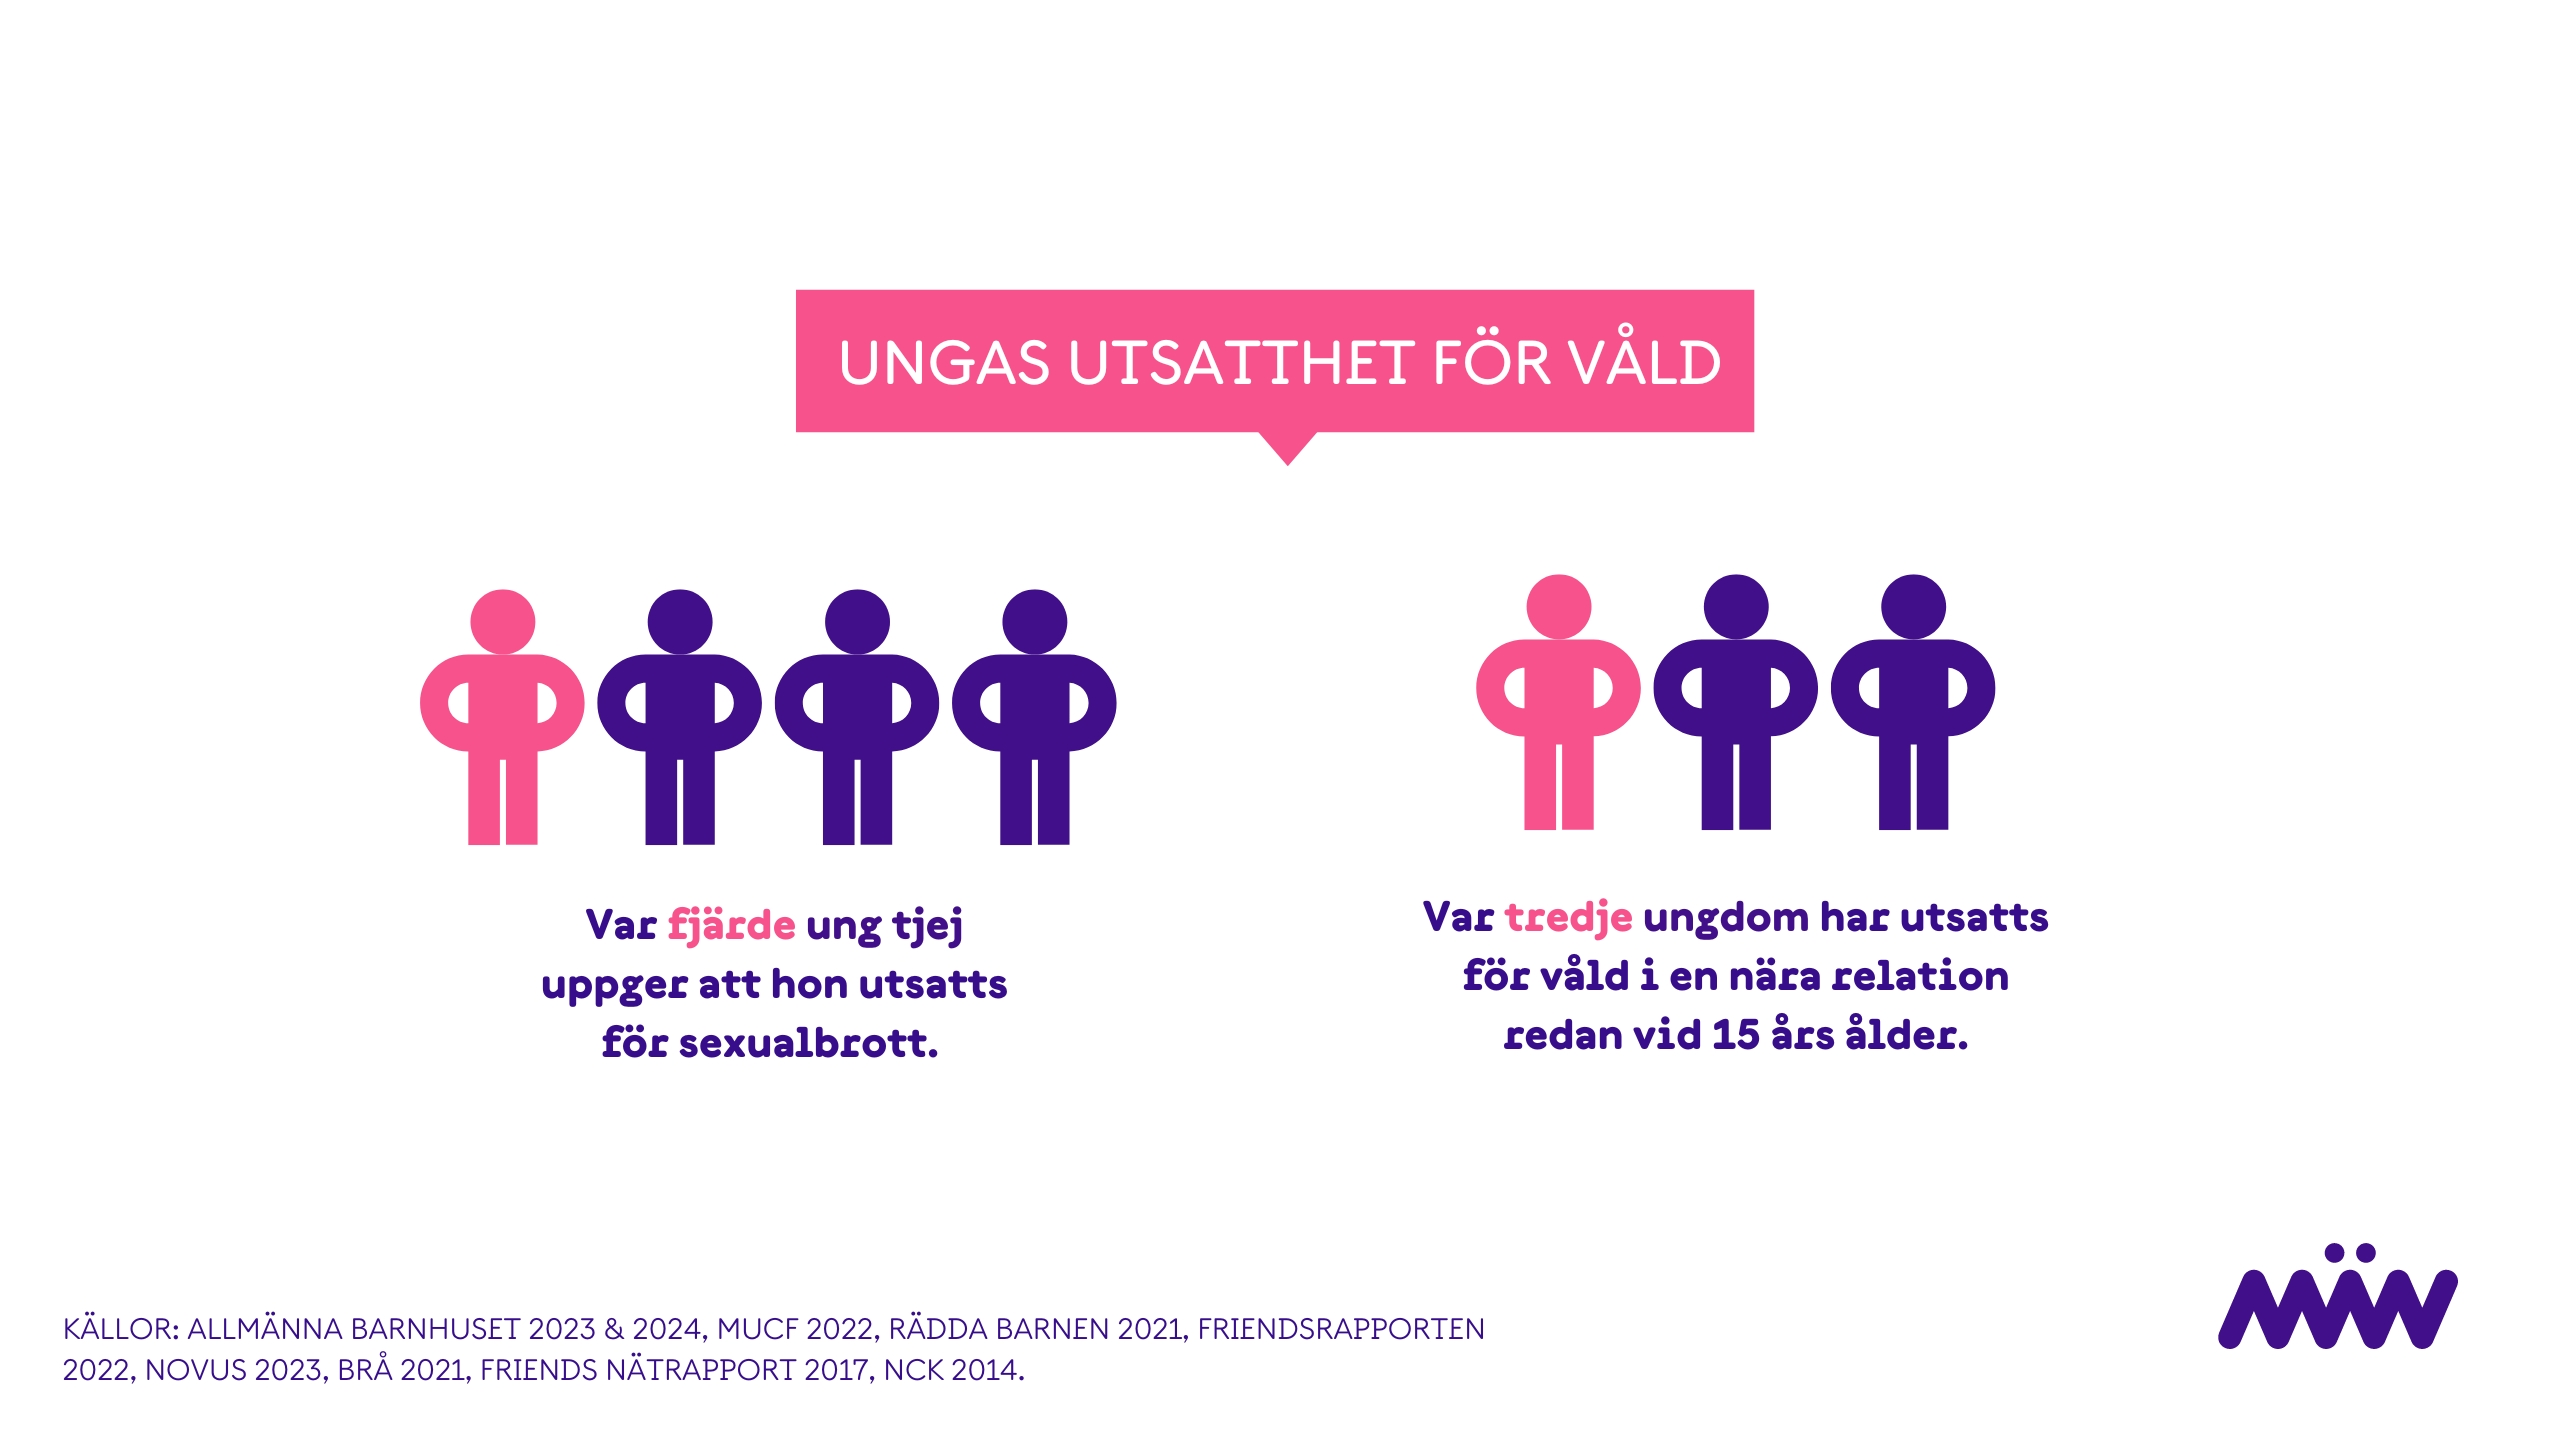 UNGAS UTSATTHET FÖR VÅLD
Var fjärde ung tjej
uppger att hon utsatts
för sexualbrott.
Var tredje ungdom har utsatts
för våld i en nära relation
redan vid 15 års ålder.
KÄLLOR: ALLMÄNNA BARNHUSET 2023 & 2024, MUCF 2022, RÄDDA BARNEN 2021, FRIENDSRAPPORTEN
2022, NOVUS 2023, BRÅ 2021, FRIENDS NÄTRAPPORT 2017, NCK 2014.
MÄN